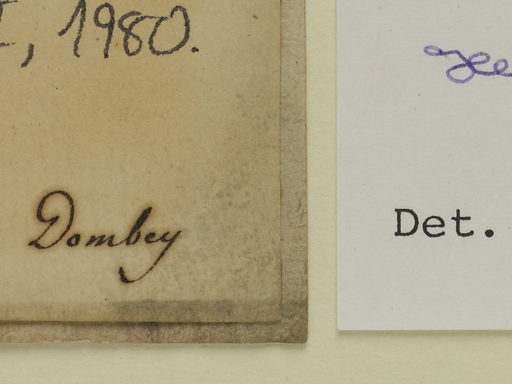 I, 1980.
Dombey
Det.